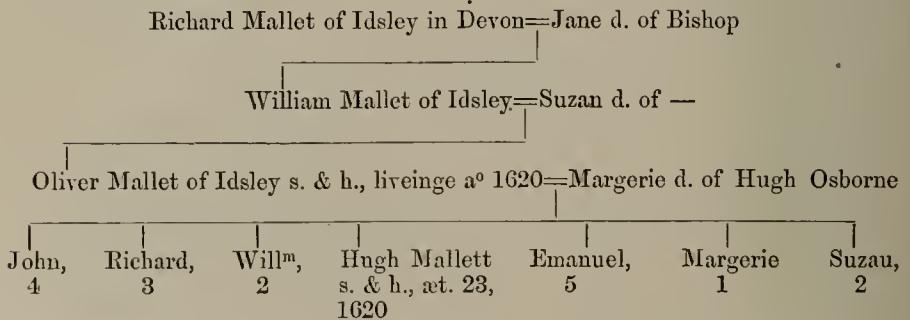 Richard Mallet of Idsley in Devon=Jane d. of Bishop
William Mallet of Idsley=Suzan d. of —
Oliver Mallet of Idsley s. & h., liveinge aº 1620=Margerie d. of Hugh Osborne
John, Richard, Willᵐ, Hugh Mallett Emanuel, Margerie Suzau,
4 3 2 s. & h., æt. 23, 5 1 2
1620